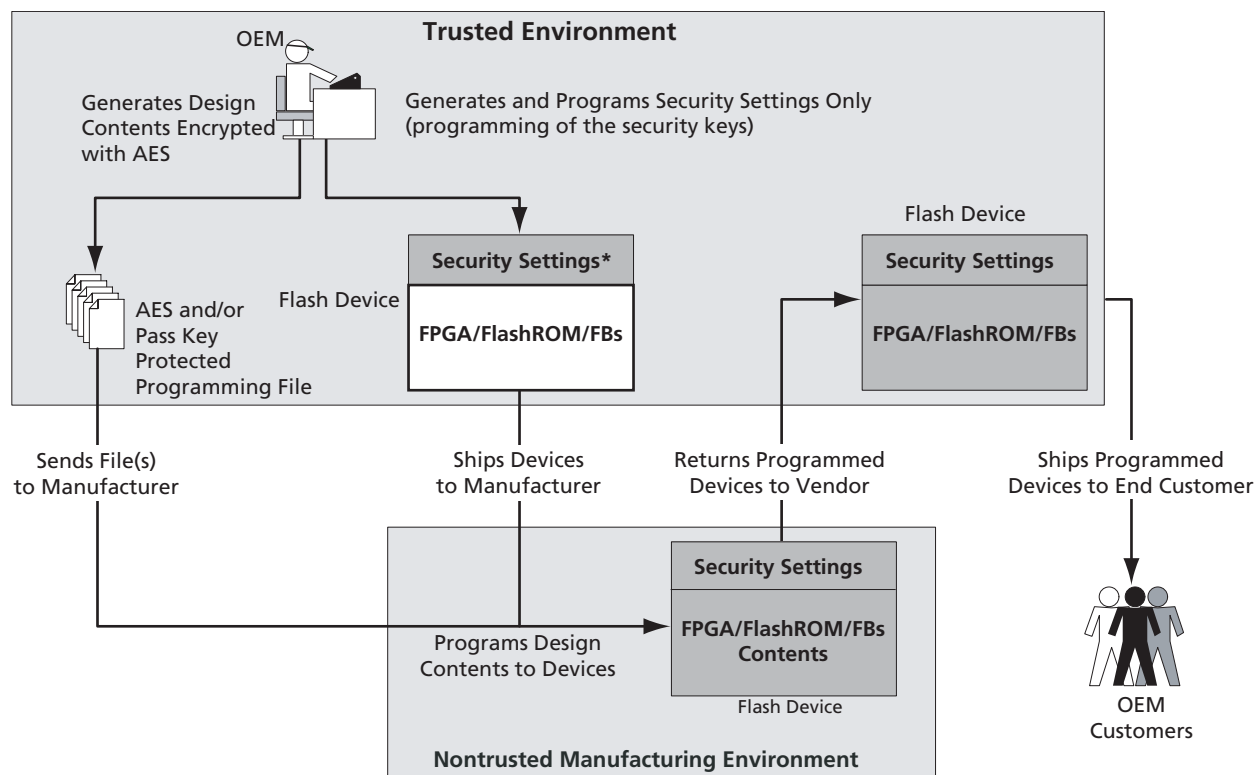 Trusted Environment
OEM
Generates Design
Contents Encrypted
with AES
Generates and Programs Security Settings Only
(programming of the security keys)
Flash Device
Security Settings*
FPGA/FlashROM/FBs
Flash Device
Security Settings
FPGA/FlashROM/FBs
AES and/or
Pass Key
Protected
Programming File
Sends File(s)
to Manufacturer
Ships Devices
to Manufacturer
Returns Programmed
Devices to Vendor
Ships Programmed
Devices to End Customer
Security Settings
FPGA/FlashROM/FBs
Contents
Flash Device
Programs Design
Contents to Devices
OEM
Customers
Nontrusted Manufacturing Environment